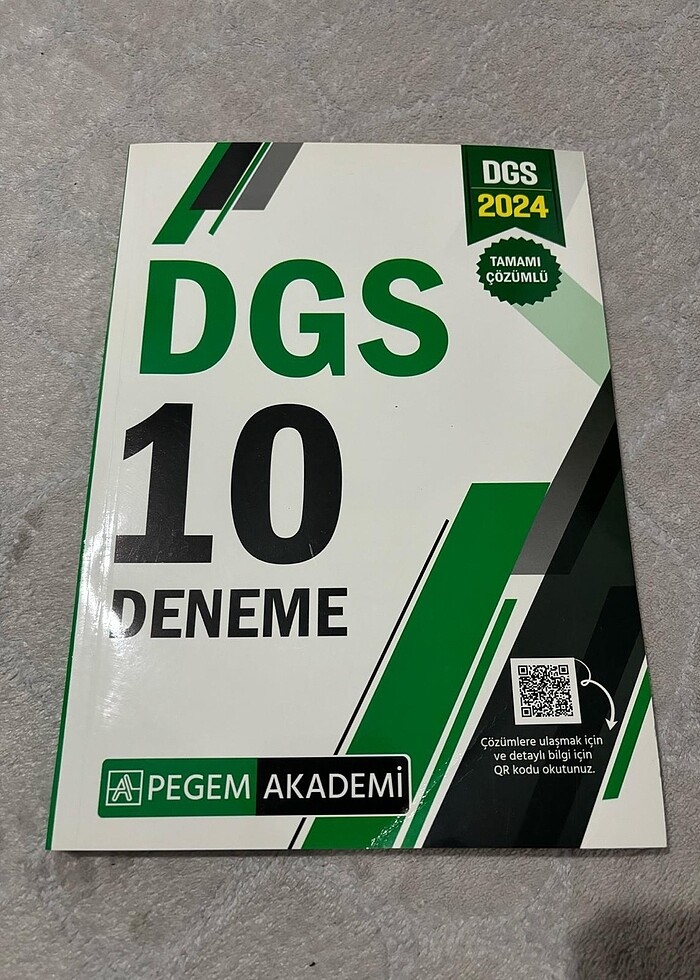 DGS
2024
TAMAMI
ÇÖZÜMLÜ
DGS
10
DENEME
Çözümlere ulaşmak için
ve detaylı bilgi için
QR kodu okutunuz.
PEGEM AKADEMİ